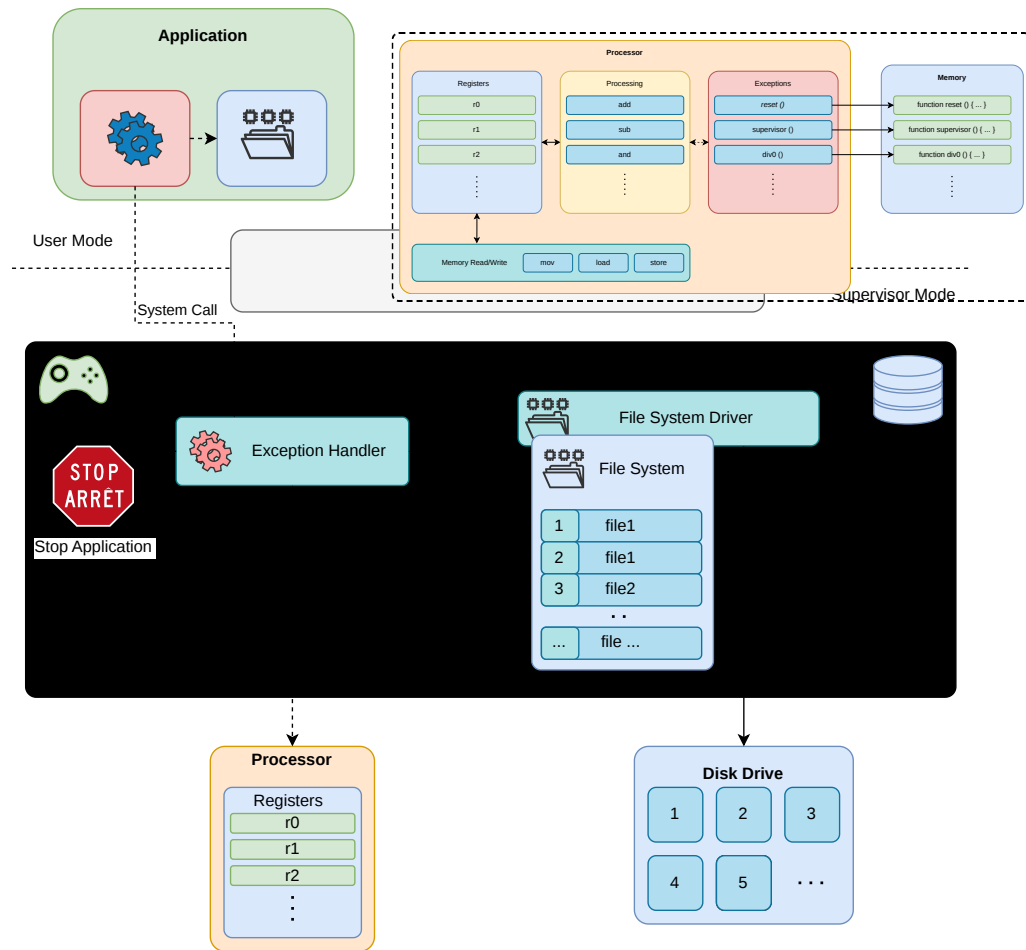 Application
Processor
Registers
r0
r1
r2
Processing
add
sub
and
Exceptions
reset ()
supervisor ()
div0 ()
Memory
function reset () { ... }
function supervisor () { ... }
function div0 () { ... }
Memory Read/Write
mov
load
store
User Mode
Supervisor Mode
System Call
STOP
ARRÊT
Stop Application
Exception Handler
File System Driver
File System
1 file1
2 file1
3 file2
. .
... file ...
Processor
Registers
r0
r1
r2
Disk Drive
1 2 3
4 5 . . .